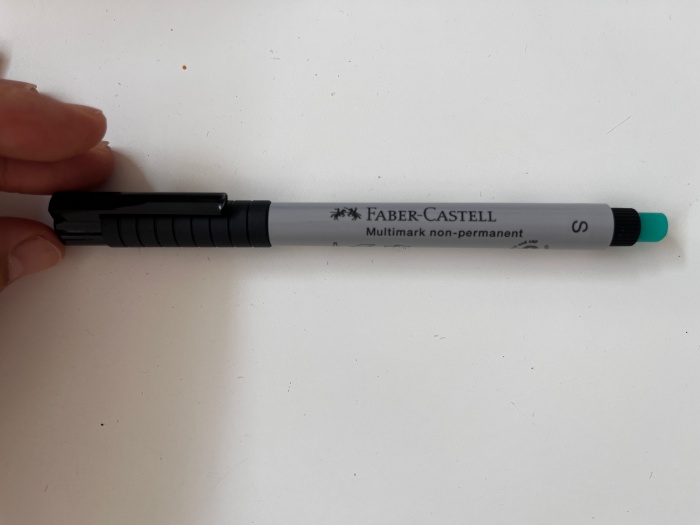 FABER-CASTELL
Multimark non-permanent
S